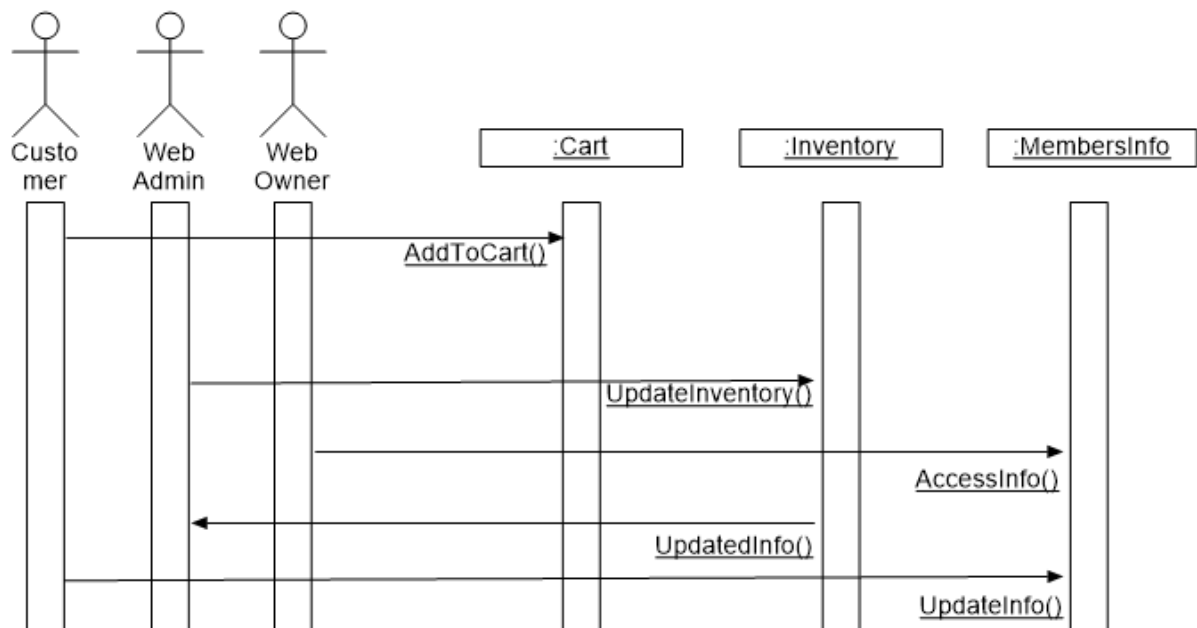 Custo
mer
Web
Admin
Web
Owner
:Cart
:Inventory
:MembersInfo
AddToCart()
UpdateInventory()
AccessInfo()
UpdatedInfo()
UpdateInfo()